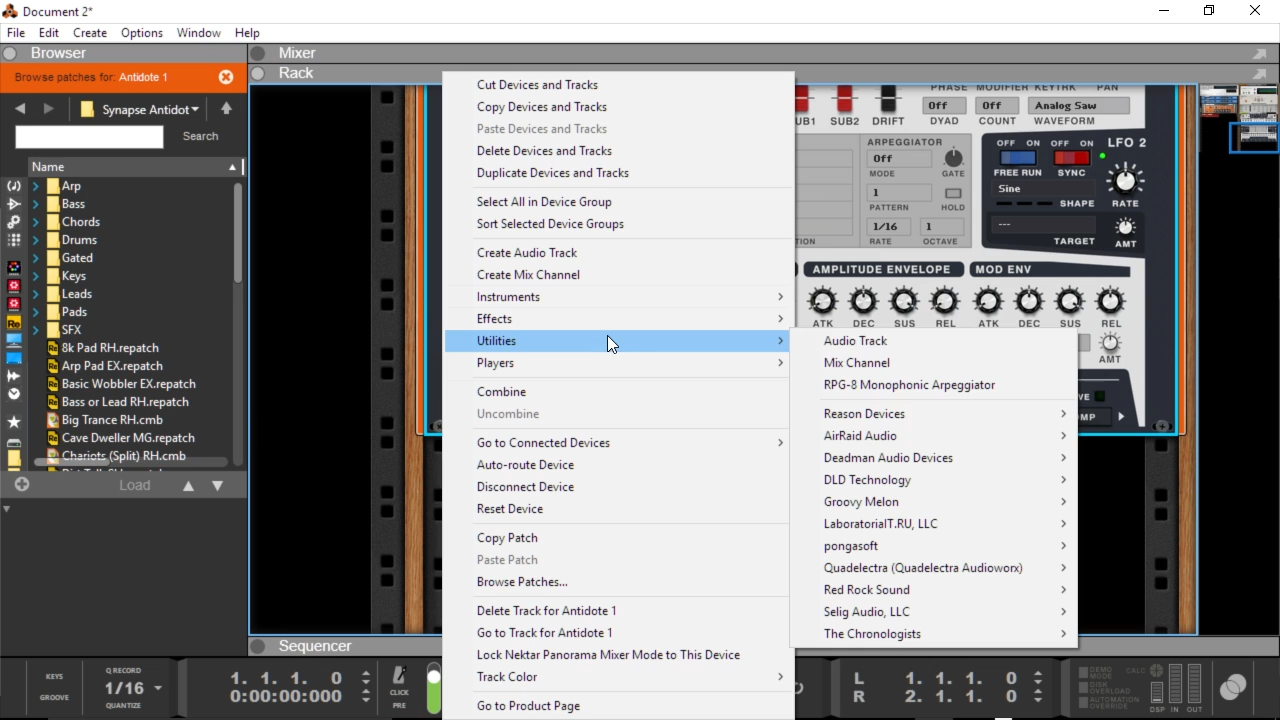 Document 2*
File Edit Create Options Window Help
Browser
Mixer
Rack
Browse patches for: Antidote 1
Synapse Antidot
Search
Name
Arp
Bass
Chords
Drums
Gated
Keys
Leads
Pads
SFX
8k Pad RH.repatch
Arp Pad EX.repatch
Basic Wobbler EX.repatch
Bass or Lead RH.repatch
Big Trance RH.cmb
Cave Dweller MG.repatch
Chariots (Split) RH.cmb
Load
Cut Devices and Tracks
Copy Devices and Tracks
Paste Devices and Tracks
Delete Devices and Tracks
Duplicate Devices and Tracks
Select All in Device Group
Sort Selected Device Groups
Create Audio Track
Create Mix Channel
Instruments
Effects
Utilities
Players
Combine
Uncombine
Go to Connected Devices
Auto-route Device
Disconnect Device
Reset Device
Copy Patch
Paste Patch
Browse Patches...
Delete Track for Antidote 1
Go to Track for Antidote 1
Lock Nektar Panorama Mixer Mode to This Device
Track Color
Go to Product Page
Audio Track
Mix Channel
RPG-8 Monophonic Arpeggiator
Reason Devices
AirRaid Audio
Deadman Audio Devices
DLD Technology
Groovy Melon
LaboratoriaIT.RU, LLC
pongasoft
Quadelectra (Quadelectra Audioworx)
Red Rock Sound
Selig Audio, LLC
The Chronologists
PHASE MODIFIER KEYTRK PAN
Off Off Analog Saw
UB1 SUB2 DRIFT DYAD COUNT WAVEFORM
ARPEGGIATOR
Off
MODE GATE
1
PATTERN HOLD
1/16 1
TION RATE OCTAVE
OFF ON OFF ON LFO 2
FREE RUN SYNC
Sine
SHAPE RATE
---
TARGET AMT
AMPLITUDE ENVELOPE MOD ENV
ATK DEC SUS REL ATK DEC SUS REL
AMT
VE
MP
Sequencer
KEYS
GROOVE
Q RECORD
1/16
QUANTIZE
1. 1. 1. 0
0:00:00:000
CLICK
PRE
L 1. 1. 1. 0
R 2. 1. 1. 0
DEMO MODE
DISK OVERLOAD
AUTOMATION OVERRIDE
CALC
DSP IN OUT